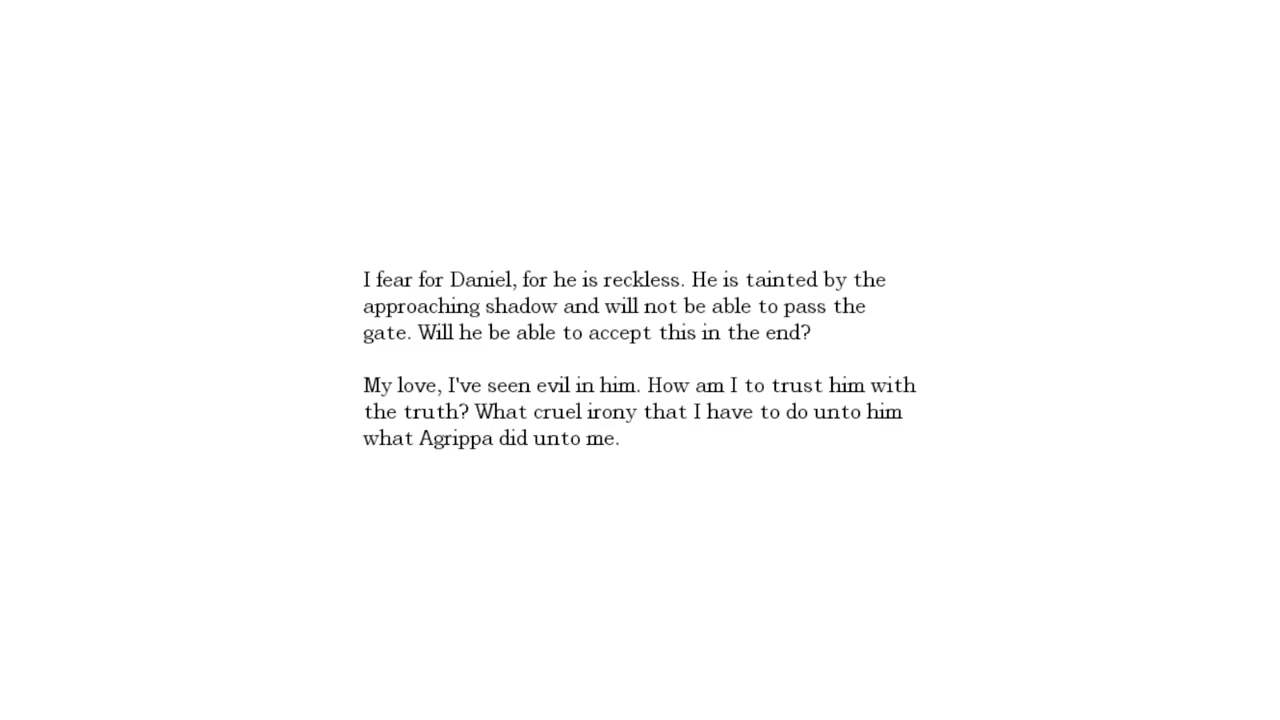 I fear for Daniel, for he is reckless. He is tainted by the
approaching shadow and will not be able to pass the
gate. Will he be able to accept this in the end?
My love, I've seen evil in him. How am I to trust him with
the truth? What cruel irony that I have to do unto him
what Agrippa did unto me.